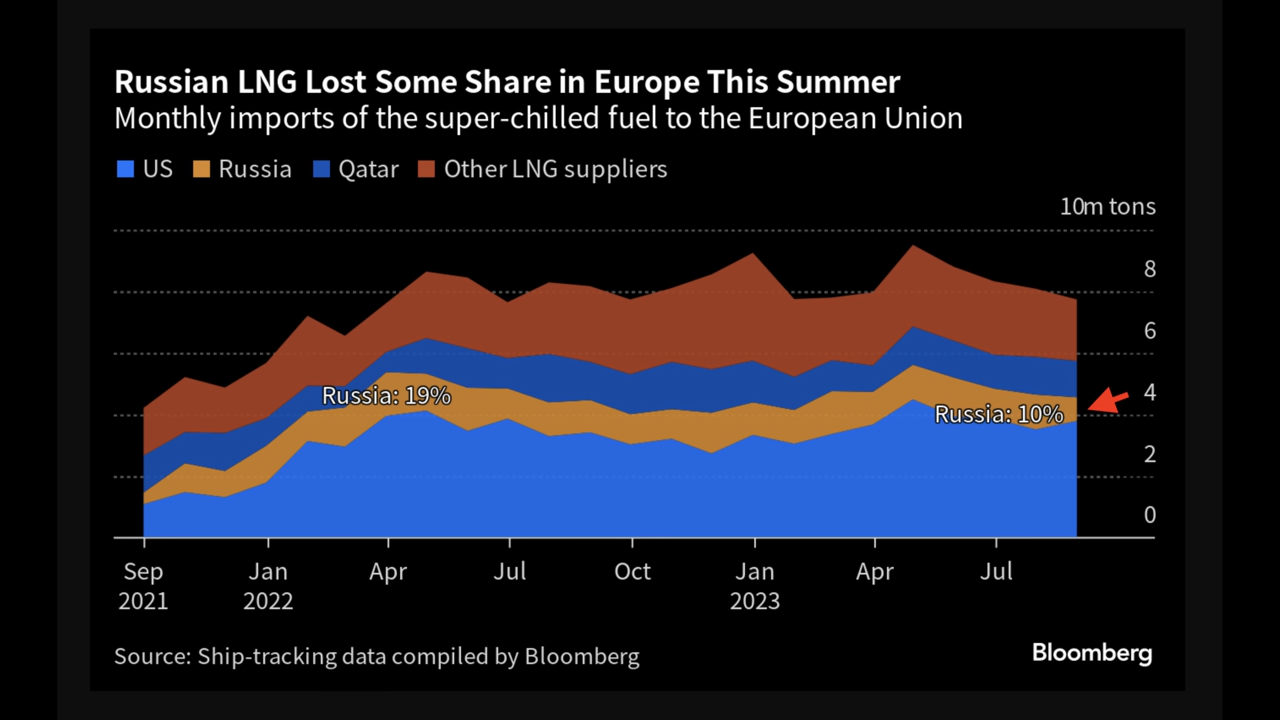 Russian LNG Lost Some Share in Europe This Summer
Monthly imports of the super-chilled fuel to the European Union
US Russia Qatar Other LNG suppliers
10m tons
8
6
Russia: 19%
4
Russia: 10%
2
0
Sep Jan Apr Jul Oct Jan Apr Jul
2021 2022 2023
Source: Ship-tracking data compiled by Bloomberg
Bloomberg